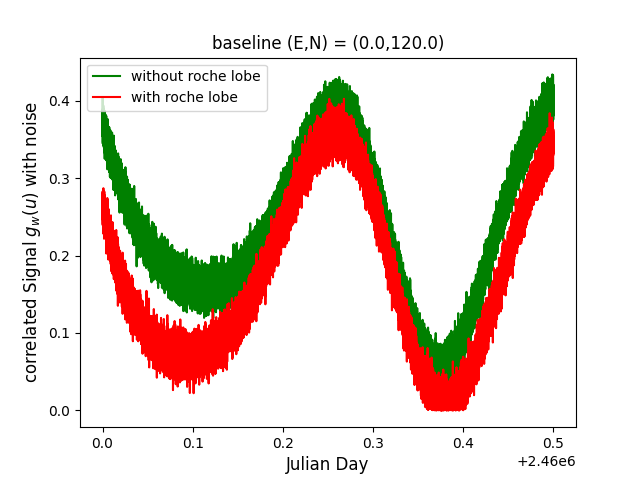 baseline (E,N) = (0.0,120.0)
without roche lobe
with roche lobe
correlated Signal g_w(u) with noise
0.4
0.3
0.2
0.1
0.0
0.0 0.1 0.2 0.3 0.4 0.5
Julian Day
+2.46e6